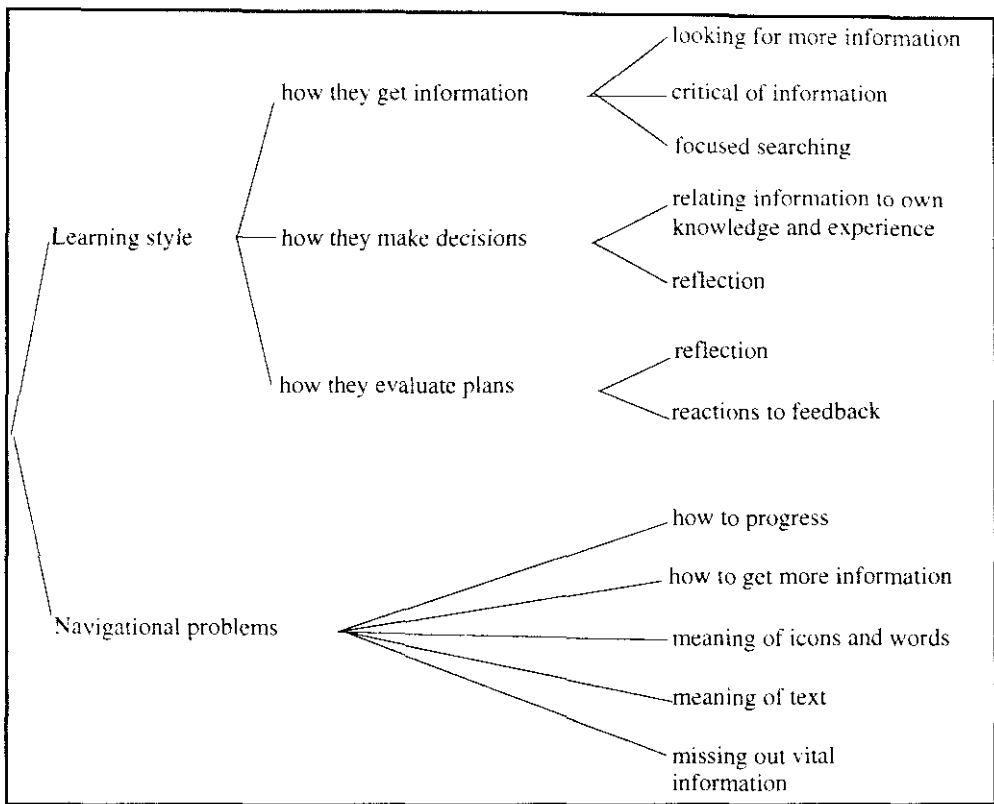 looking for more information
how they get information
critical of information
focused searching
relating information to own
knowledge and experience
Learning style
how they make decisions
reflection
reflection
how they evaluate plans
reactions to feedback
how to progress
how to get more information
Navigational problems
meaning of icons and words
meaning of text
missing out vital
information